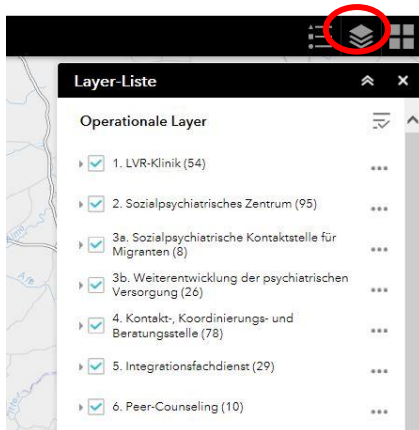 Layer-Liste
Operationale Layer
1. LVR-Klinik (54)
2. Sozialpsychiatrisches Zentrum (95)
3a. Sozialpsychiatrische Kontaktstelle für
Migranten (8)
3b. Weiterentwicklung der psychiatrischen
Versorgung (26)
4. Kontakt-, Koordinierungs- und
Beratungsstelle (78)
5. Integrationsfachdienst (29)
6. Peer-Counseling (10)